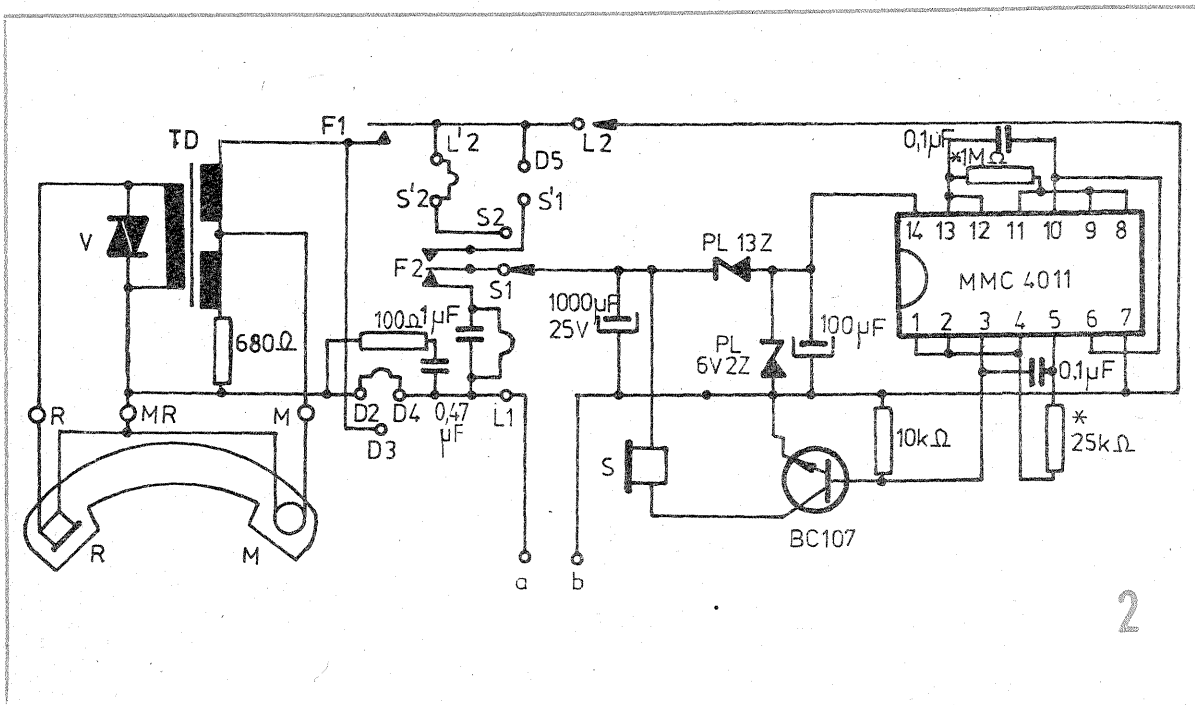 TD
F1
L'2
D5
L2
0,1µF
*1MΩ
V
S'2
S'1
S2
F2
S1
PL 13Z
14 13 12 11 10 9 8
MMC 4011
1 2 3 4 5 6 7
680Ω
100Ω
1µF
1000µF
25V
PL
6V2Z
100µF
0,1µF
R
MR
M
D2
D4
0,47
µF
L1
D3
S
10kΩ
*
25kΩ
R
M
a
b
BC107
2